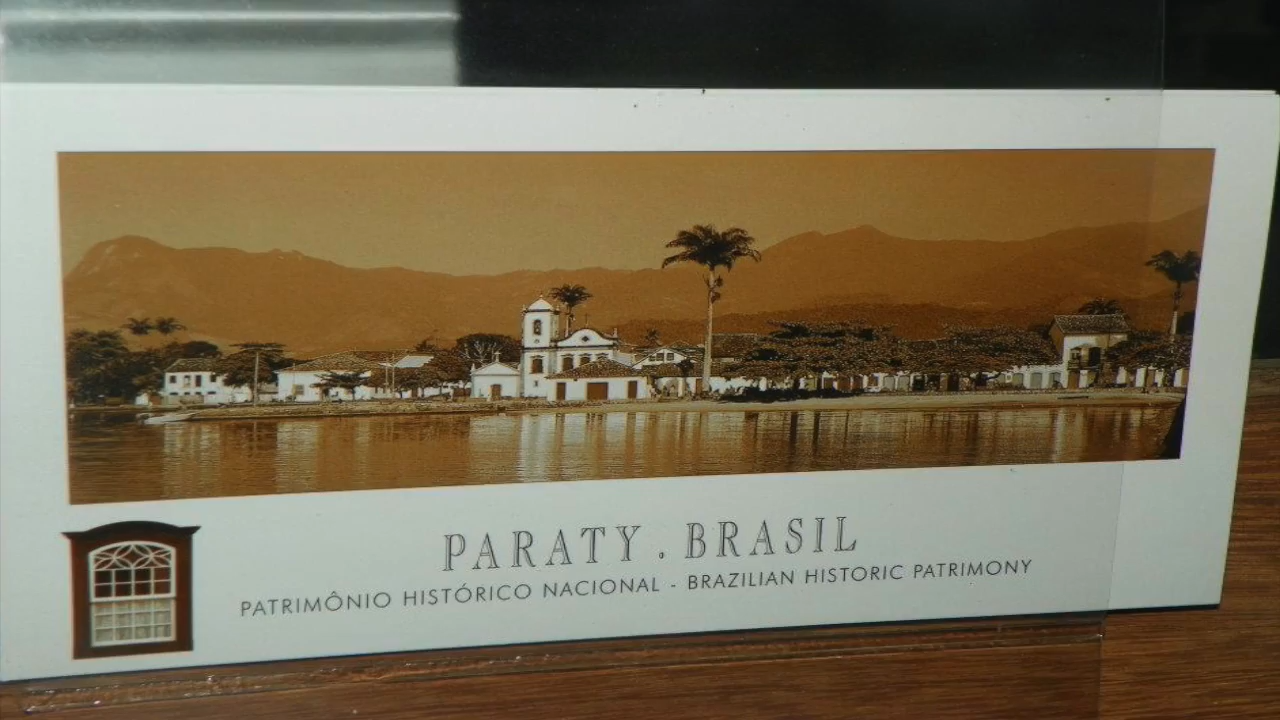 PARATY . BRASIL
PATRIMÔNIO HISTÓRICO NACIONAL - BRAZILIAN HISTORIC PATRIMONY